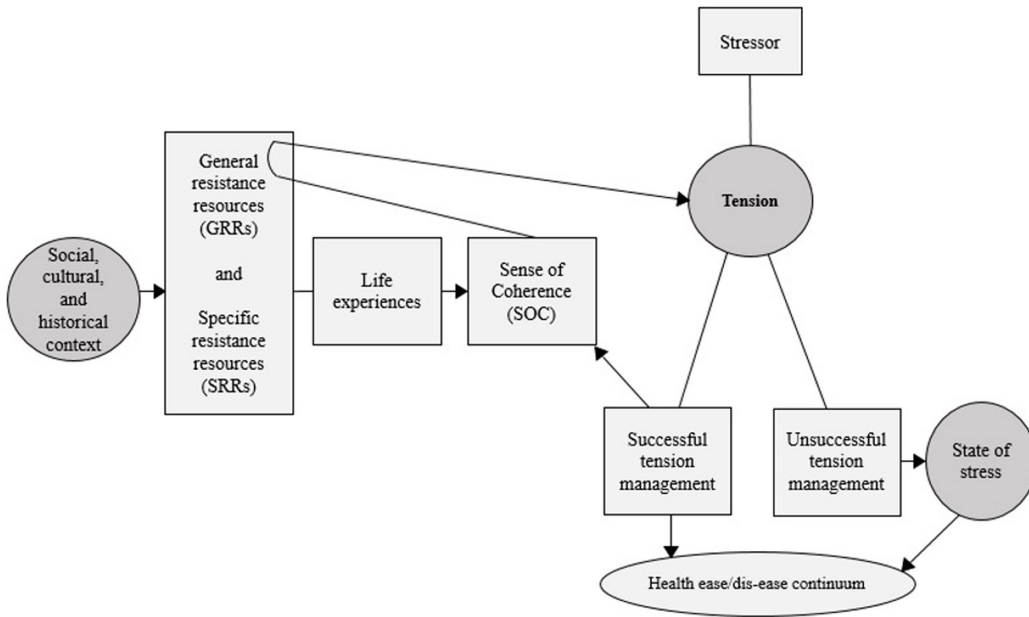 Stressor
General
resistance
resources
(GRRs)
and
Specific
resistance
resources
(SRRs)
Tension
Social,
cultural,
and
historical
context
Life
experiences
Sense of
Coherence
(SOC)
Successful
tension
management
Unsuccessful
tension
management
State of
stress
Health ease/dis-ease continuum